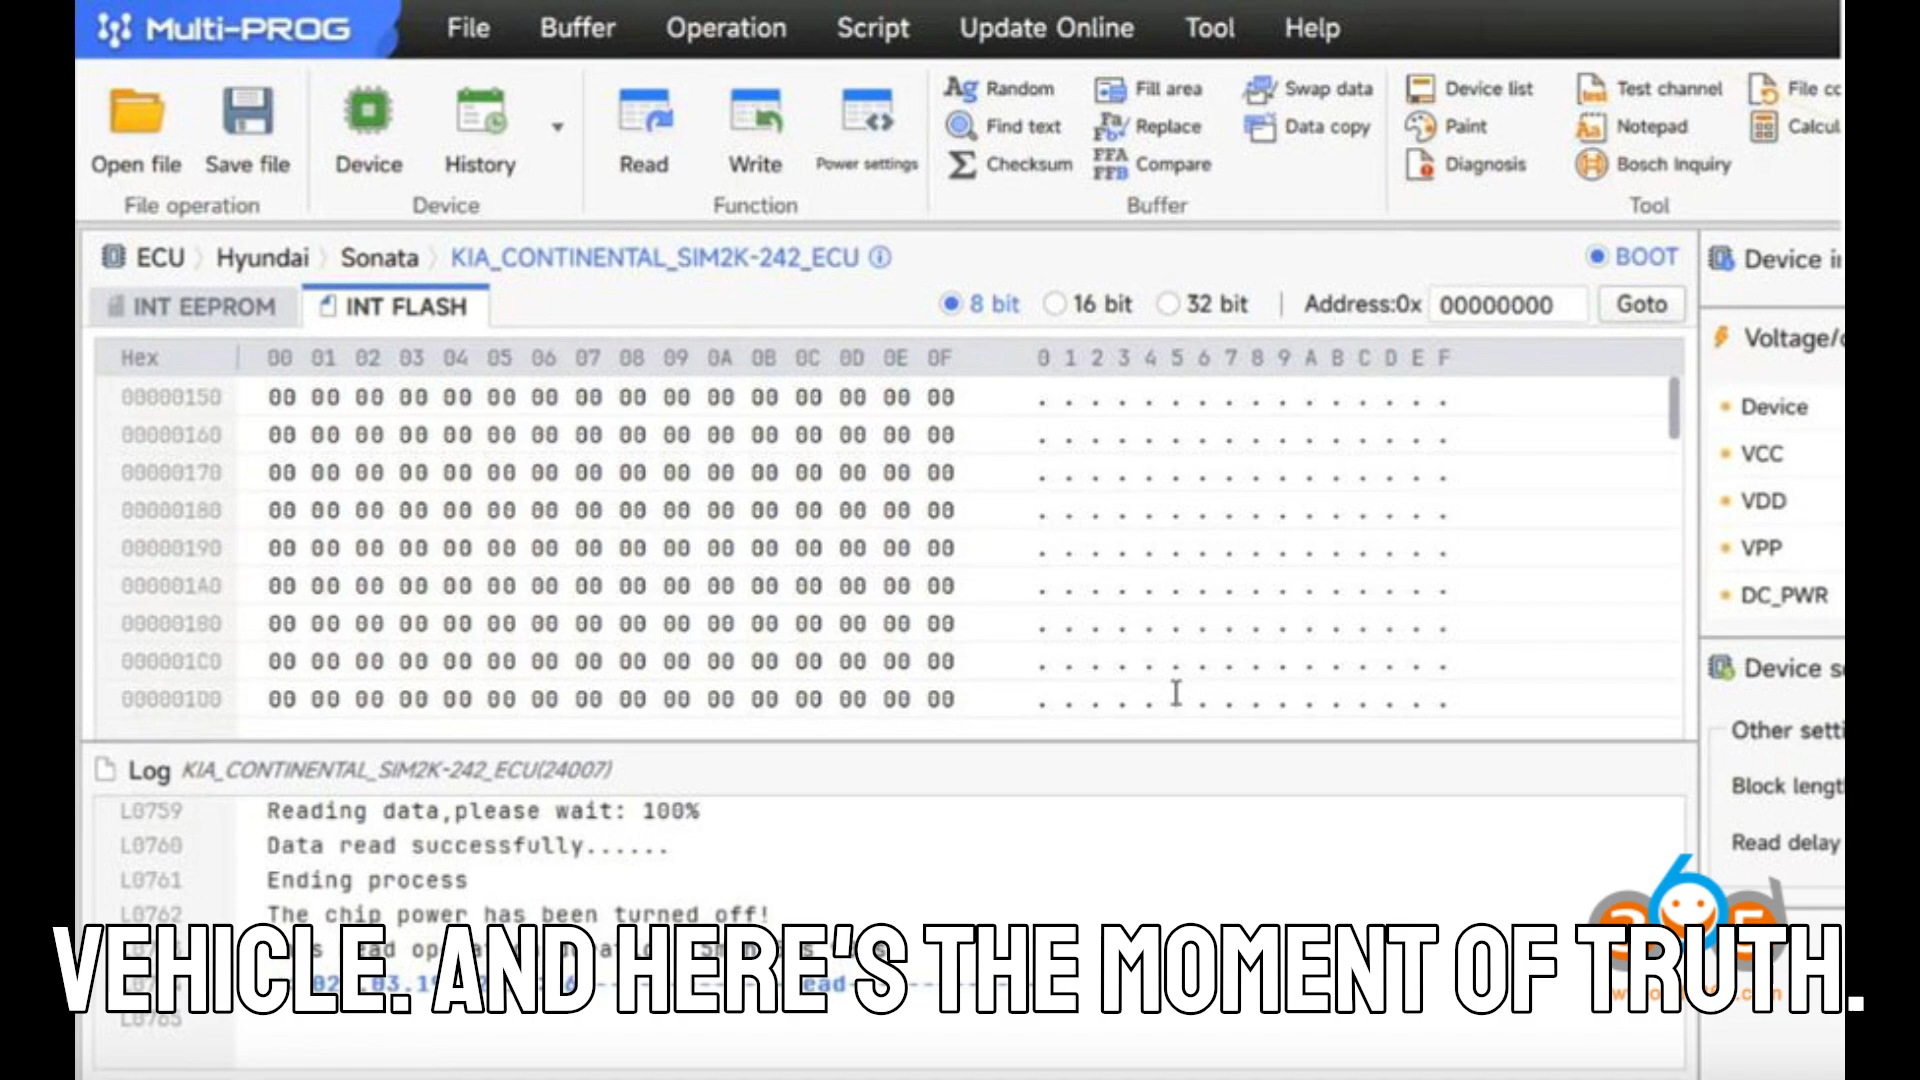 Multi-PROG File Buffer Operation Script Update Online Tool Help
Random Fill area Swap data Device list Test channel
Find text Replace Data copy Paint Notepad
Open file Save file Device History Read Write Power settings Checksum Compare Diagnosis Bosch Inquiry
File operation Device Function Buffer Tool
ECU Hyundai Sonata KIA_CONTINENTAL_SIM2K-242_ECU BOOT Device
INT EEPROM INT FLASH 8 bit 16 bit 32 bit Address:0x 00000000 Goto
Hex 00 01 02 03 04 05 06 07 08 09 0A 0B 0C 0D 0E 0F 0 1 2 3 4 5 6 7 8 9 A B C D E F
00000150 00 00 00 00 00 00 00 00 00 00 00 00 00 00 00 00 . . . . . . . . . . . . . . . .
00000160 00 00 00 00 00 00 00 00 00 00 00 00 00 00 00 00 . . . . . . . . . . . . . . . .
00000170 00 00 00 00 00 00 00 00 00 00 00 00 00 00 00 00 . . . . . . . . . . . . . . . .
00000180 00 00 00 00 00 00 00 00 00 00 00 00 00 00 00 00 . . . . . . . . . . . . . . . .
00000190 00 00 00 00 00 00 00 00 00 00 00 00 00 00 00 00 . . . . . . . . . . . . . . . .
000001A0 00 00 00 00 00 00 00 00 00 00 00 00 00 00 00 00 . . . . . . . . . . . . . . . .
000001B0 00 00 00 00 00 00 00 00 00 00 00 00 00 00 00 00 . . . . . . . . . . . . . . . .
000001C0 00 00 00 00 00 00 00 00 00 00 00 00 00 00 00 00 . . . . . . . . . . . . . . . .
000001D0 00 00 00 00 00 00 00 00 00 00 00 00 00 00 00 00 . . . . . . . . . . . . . . . .
Voltage/
Device
VCC
VDD
VPP
DC_PWR
Device
Other
Block
Read delay
Log KIA_CONTINENTAL_SIM2K-242_ECU(24007)
L0759 Reading data,please wait: 100%
L0760 Data read successfully......
L0761 Ending process
L0762 The chip power has been turned off!
L0765
VEHICLE. AND HERE'S THE MOMENT OF TRUTH.